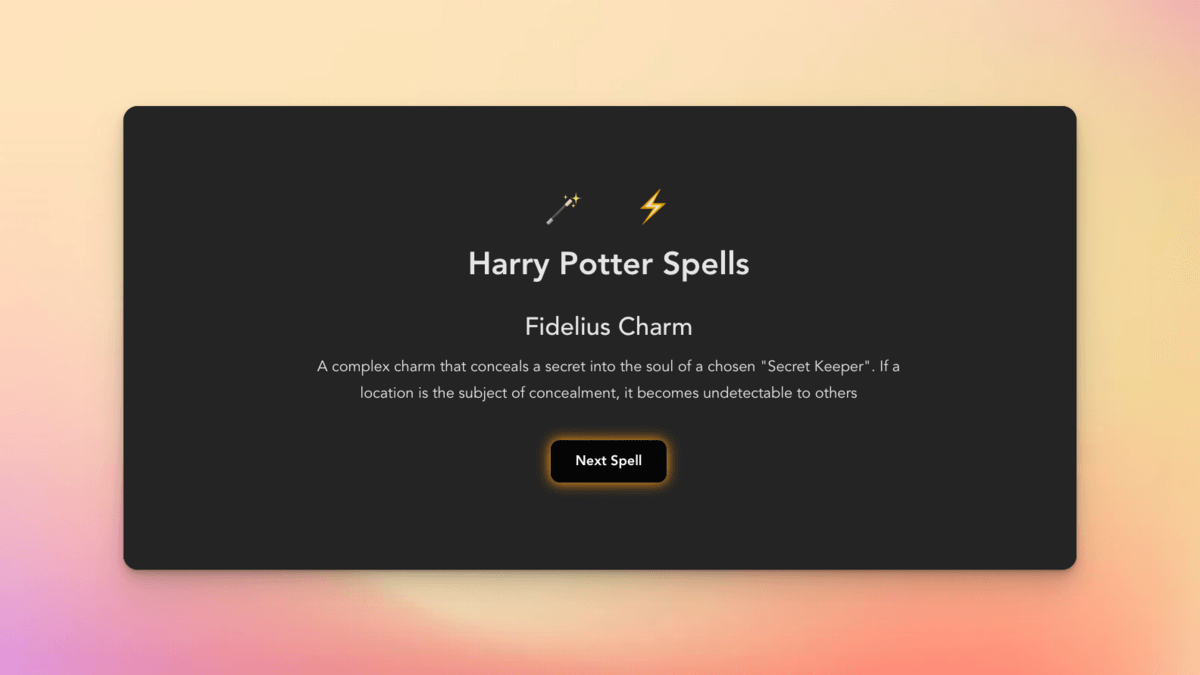 Harry Potter Spells
Fidelius Charm
A complex charm that conceals a secret into the soul of a chosen "Secret Keeper". If a
location is the subject of concealment, it becomes undetectable to others
Next Spell